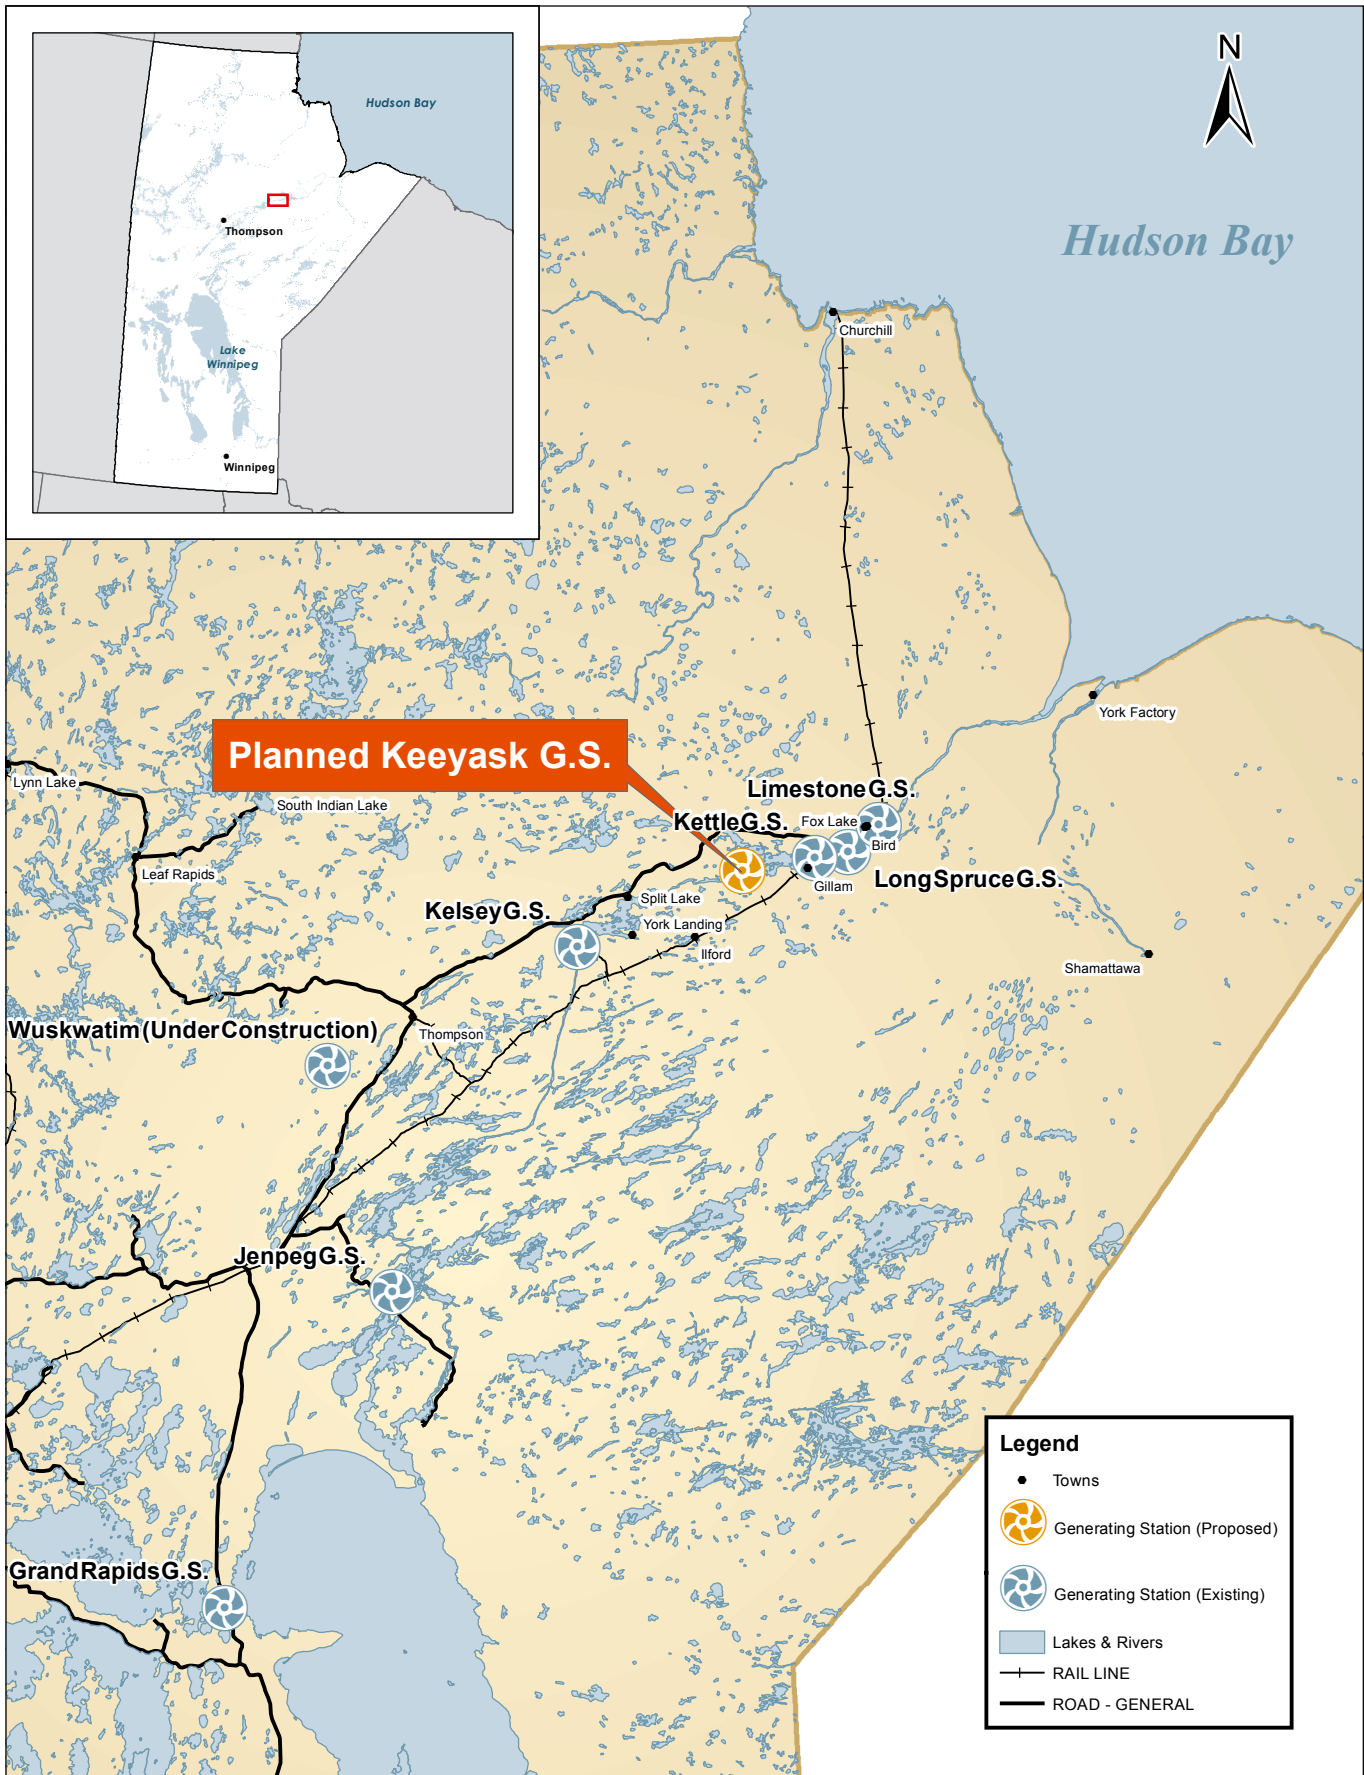 Hudson Bay
Thompson
Lake
Winnipeg
Winnipeg
N
Hudson Bay
Churchill
York Factory
Planned Keeyask G.S.
Lynn Lake
South Indian Lake
Limestone G.S.
Kettle G.S.
Fox Lake
Bird
Leaf Rapids
Gillam
Long Spruce G.S.
Split Lake
Kelsey G.S.
York Landing
Ilford
Shamattawa
Wuskwatim (Under Construction)
Thompson
Jenpeg G.S.
Grand Rapids G.S.
Legend
Towns
Generating Station (Proposed)
Generating Station (Existing)
Lakes & Rivers
RAIL LINE
ROAD - GENERAL